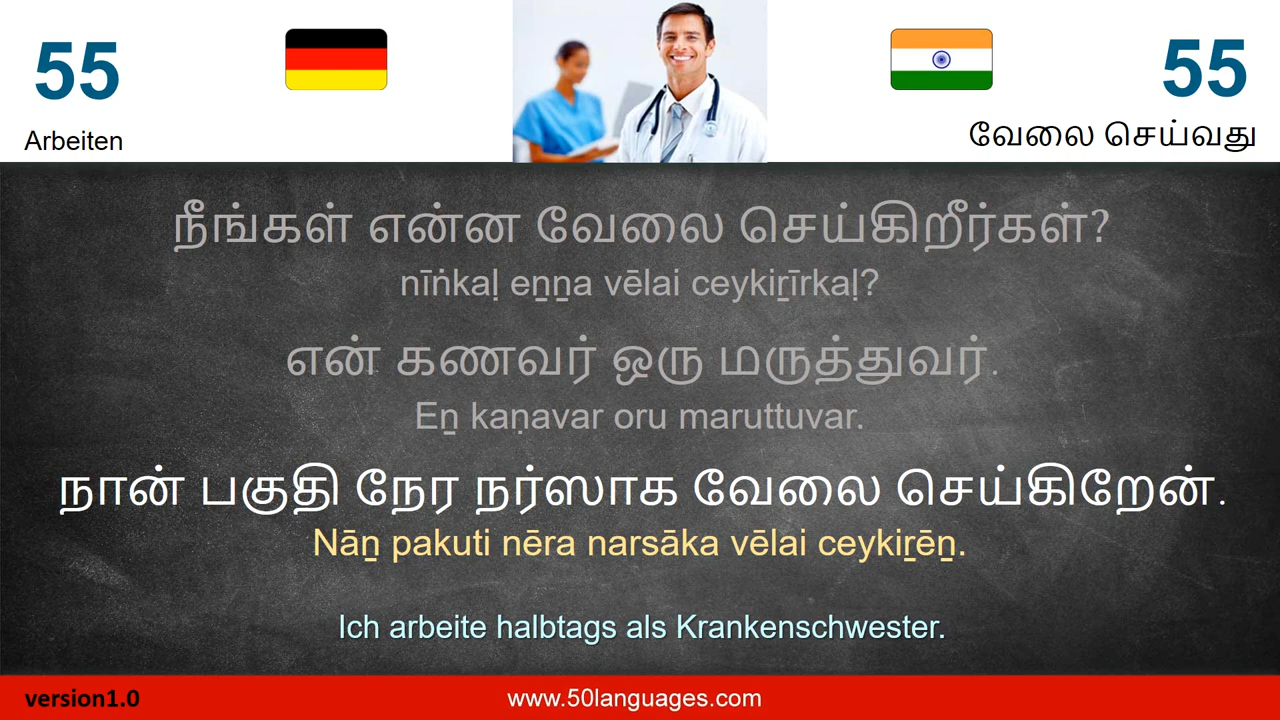 55
55
Arbeiten
வேலை செய்வது
நீங்கள் என்ன வேலை செய்கிறீர்கள்?
nīṅkaḷ eṉṉa vēlai ceykiṟīrkaḷ?
என் கணவர் ஒரு மருத்துவர்.
Eṉ kaṇavar oru maruttuvar.
நான் பகுதி நேர நர்ஸாக வேலை செய்கிறேன்.
Nāṉ pakuti nēra narsāka vēlai ceykiṟēṉ.
Ich arbeite halbtags als Krankenschwester.
version1.0
www.50languages.com